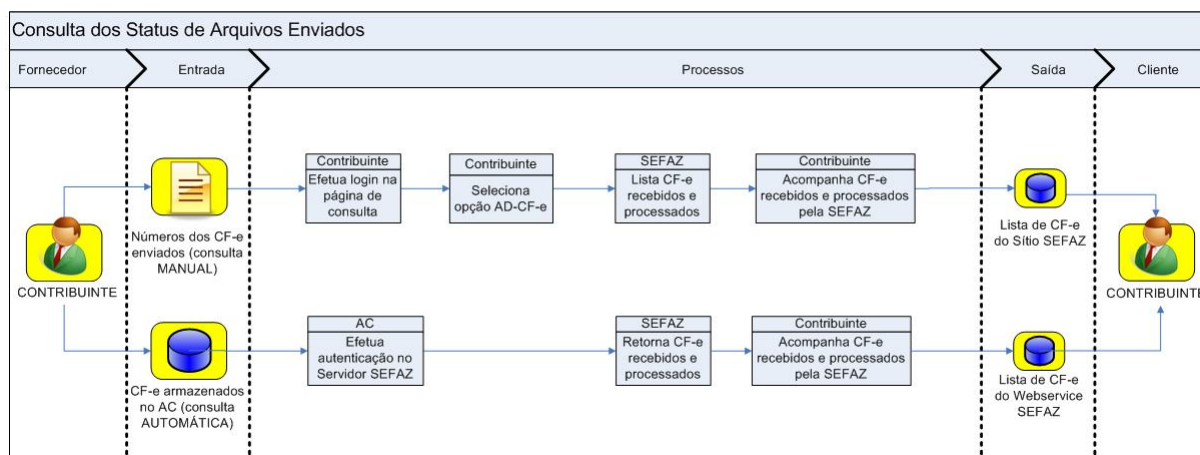 Consulta dos Status de Arquivos Enviados
Fornecedor
Entrada
Processos
Saída
Cliente
CONTRIBUINTE
Números dos CF-e
enviados (consulta
MANUAL)
Contribuinte
Efetua login na
página de
consulta
Contribuinte
Seleciona
opção AD-CF-e
SEFAZ
Lista CF-e
recebidos e
processados
Contribuinte
Acompanha CF-e
recebidos e processados
pela SEFAZ
Lista de CF-e
do Sítio SEFAZ
CONTRIBUINTE
CF-e armazenados
no AC (consulta
AUTOMÁTICA)
AC
Efetua
autenticação no
Servidor SEFAZ
SEFAZ
Retorna CF-e
recebidos e
processados
Contribuinte
Acompanha CF-e
recebidos e processados
pela SEFAZ
Lista de CF-e
do Webservice
SEFAZ